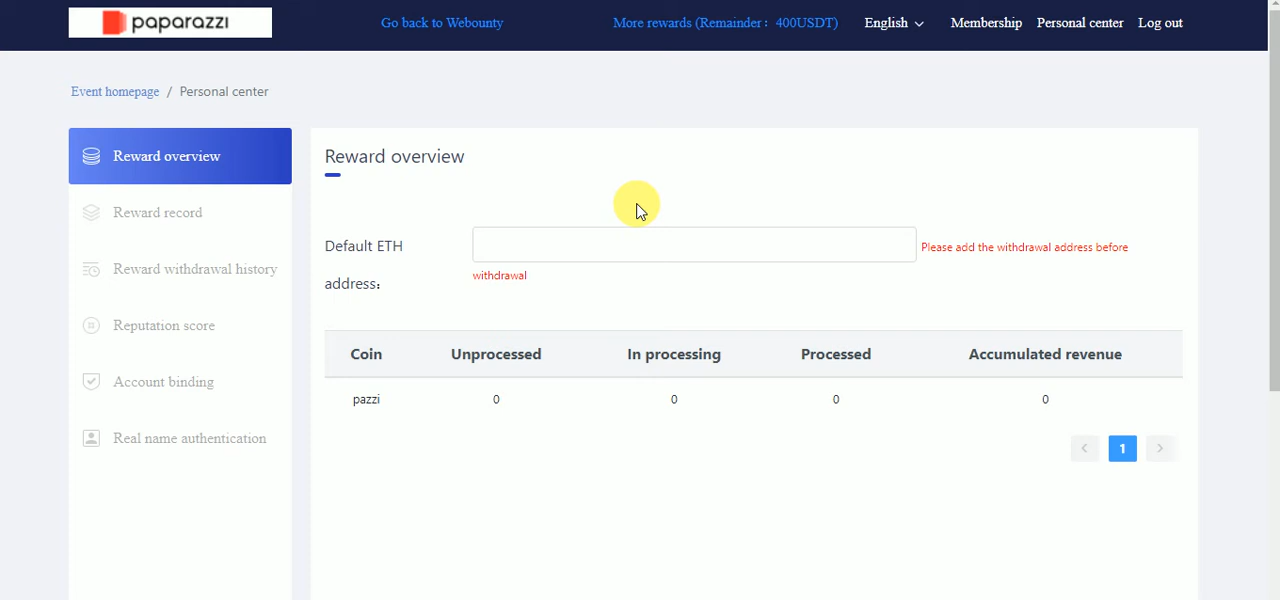 paparazzi
Go back to Webounty
More rewards (Remainder: 400USDT)
English
Membership
Personal center
Log out
Event homepage / Personal center
Reward overview
Reward record
Reward withdrawal history
Reputation score
Account binding
Real name authentication
Reward overview
Default ETH address:
Please add the withdrawal address before
withdrawal
Coin Unprocessed In processing Processed Accumulated revenue
pazzi 0 0 0 0
< 1 >